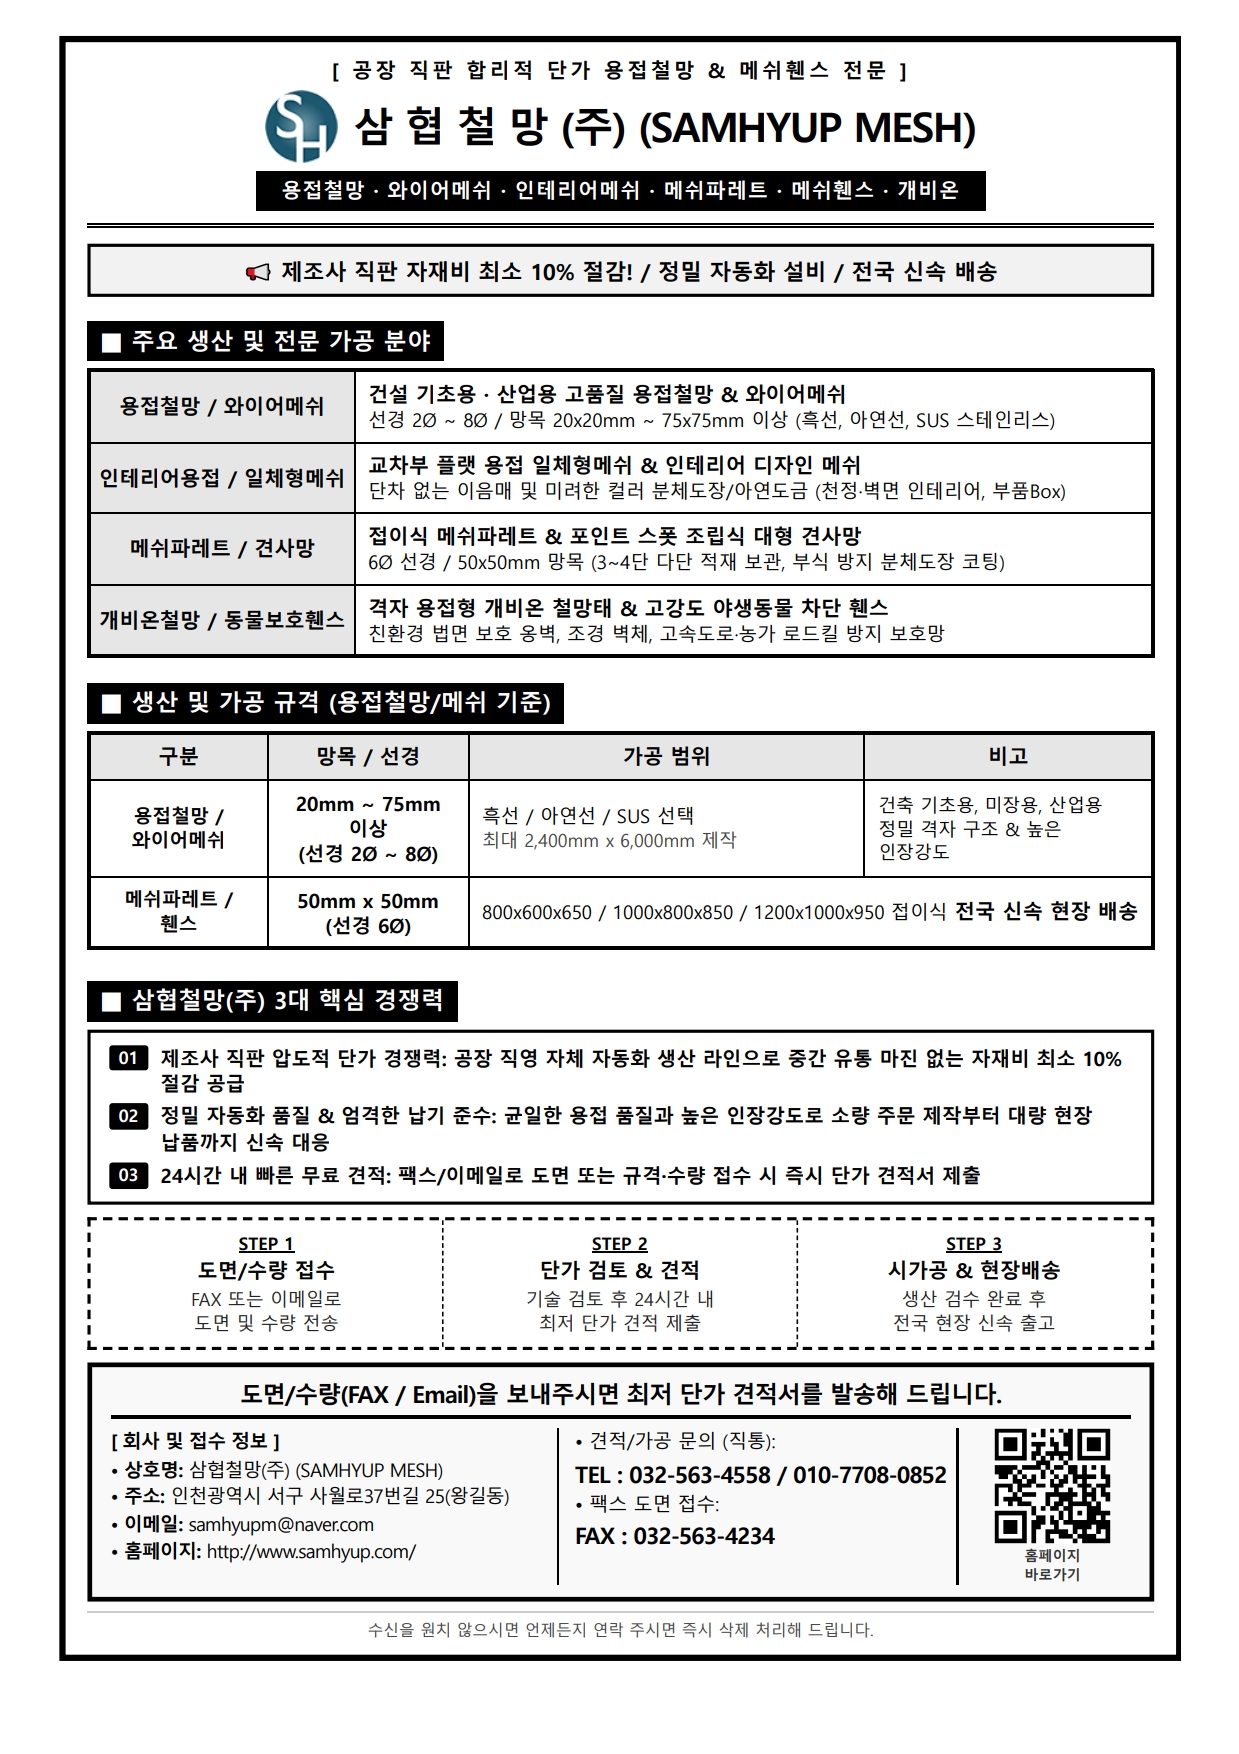 [ 공장 직판 합리적 단가 용접철망 & 메쉬휀스 전문 ]
SH
삼 협 철 망 (주) (SAMHYUP MESH)
용접철망 · 와이어메쉬 · 인테리어메쉬 · 메쉬파레트 · 메쉬휀스 · 개비온
📢 제조사 직판 자재비 최소 10% 절감! / 정밀 자동화 설비 / 전국 신속 배송
■ 주요 생산 및 전문 가공 분야
용접철망 / 와이어메쉬
건설 기초용 · 산업용 고품질 용접철망 & 와이어메쉬
선경 2Ø ~ 8Ø / 망목 20x20mm ~ 75x75mm 이상 (흑선, 아연선, SUS 스테인리스)
인테리어용접 / 일체형메쉬
교차부 플랫 용접 일체형메쉬 & 인테리어 디자인 메쉬
단차 없는 이음매 및 미려한 컬러 분체도장/아연도금 (천정·벽면 인테리어, 부품Box)
메쉬파레트 / 견사망
접이식 메쉬파레트 & 포인트 스폿 조립식 대형 견사망
6Ø 선경 / 50x50mm 망목 (3~4단 다단 적재 보관, 부식 방지 분체도장 코팅)
개비온철망 / 동물보호휀스
격자 용접형 개비온 철망태 & 고강도 야생동물 차단 휀스
친환경 법면 보호 옹벽, 조경 벽체, 고속도로·농가 로드킬 방지 보호망
■ 생산 및 가공 규격 (용접철망/메쉬 기준)
구분
망목 / 선경
가공 범위
비고
용접철망 /
와이어메쉬
20mm ~ 75mm
이상
(선경 2Ø ~ 8Ø)
흑선 / 아연선 / SUS 선택
최대 2,400mm x 6,000mm 제작
건축 기초용, 미장용, 산업용
정밀 격자 구조 & 높은
인장강도
메쉬파레트 /
휀스
50mm x 50mm
(선경 6Ø)
800x600x650 / 1000x800x850 / 1200x1000x950 접이식 전국 신속 현장 배송
■ 삼협철망(주) 3대 핵심 경쟁력
01 제조사 직판 압도적 단가 경쟁력: 공장 직영 자체 자동화 생산 라인으로 중간 유통 마진 없는 자재비 최소 10%
절감 공급
02 정밀 자동화 품질 & 엄격한 납기 준수: 균일한 용접 품질과 높은 인장강도로 소량 주문 제작부터 대량 현장
납품까지 신속 대응
03 24시간 내 빠른 무료 견적: 팩스/이메일로 도면 또는 규격·수량 접수 시 즉시 단가 견적서 제출
STEP 1
도면/수량 접수
FAX 또는 이메일로
도면 및 수량 전송
STEP 2
단가 검토 & 견적
기술 검토 후 24시간 내
최저 단가 견적 제출
STEP 3
시가공 & 현장배송
생산 검수 완료 후
전국 현장 신속 출고
도면/수량(FAX / Email)을 보내주시면 최저 단가 견적서를 발송해 드립니다.
[ 회사 및 접수 정보 ]
• 상호명: 삼협철망(주) (SAMHYUP MESH)
• 주소: 인천광역시 서구 사월로37번길 25(왕길동)
• 이메일: samhyupm@naver.com
• 홈페이지: http://www.samhyup.com/
• 견적/가공 문의 (직통):
TEL : 032-563-4558 / 010-7708-0852
• 팩스 도면 접수:
FAX : 032-563-4234
홈페이지
바로가기
수신을 원치 않으시면 언제든지 연락 주시면 즉시 삭제 처리해 드립니다.